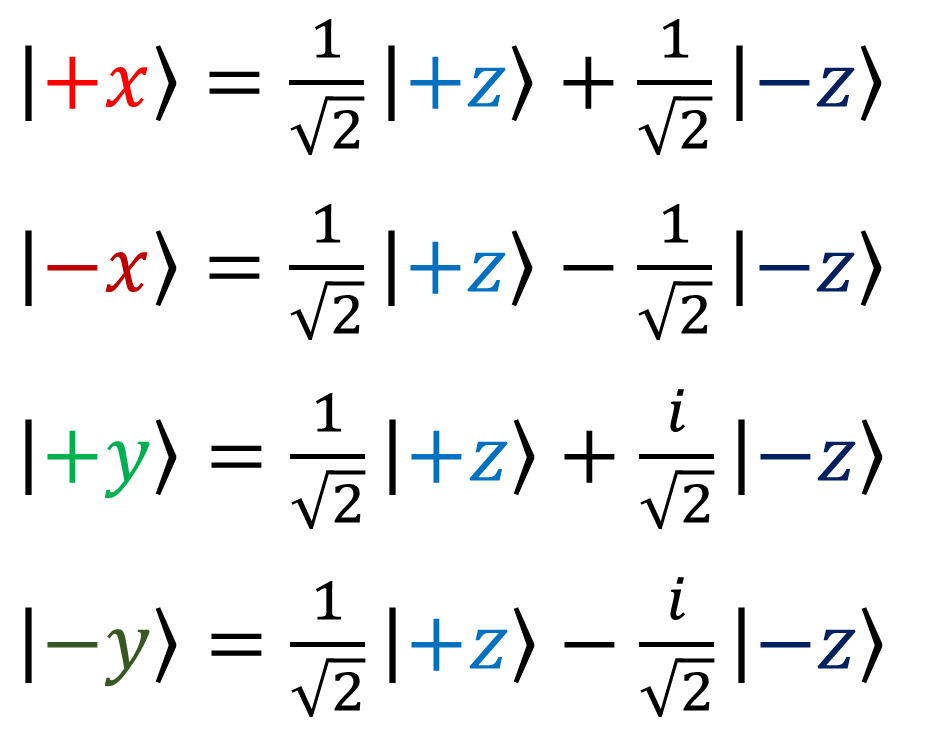 |+x⟩ = 1/√2 |+z⟩ + 1/√2 |−z⟩
|−x⟩ = 1/√2 |+z⟩ − 1/√2 |−z⟩
|+y⟩ = 1/√2 |+z⟩ + i/√2 |−z⟩
|−y⟩ = 1/√2 |+z⟩ − i/√2 |−z⟩